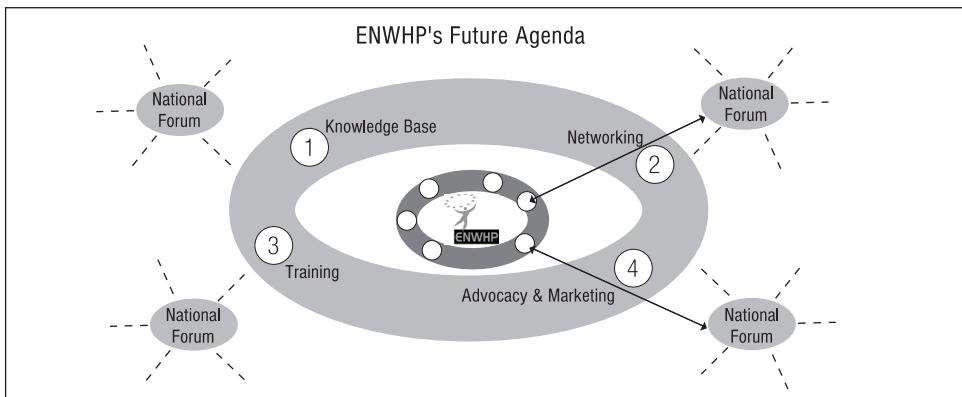 ENWHP's Future Agenda
National
Forum
National
Forum
1
Knowledge Base
Networking
2
ENWHP
3
Training
4
Advocacy & Marketing
National
Forum
National
Forum